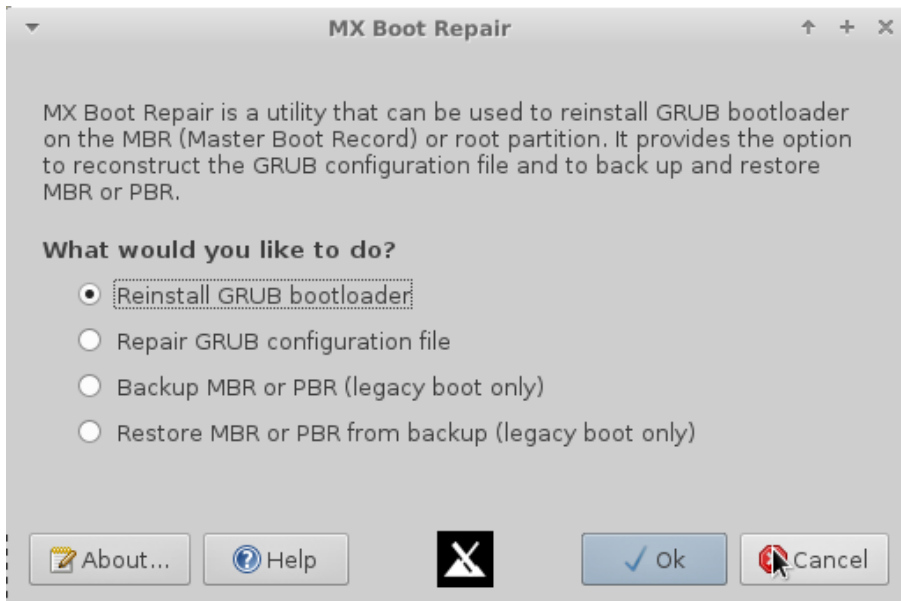 MX Boot Repair
MX Boot Repair is a utility that can be used to reinstall GRUB bootloader
on the MBR (Master Boot Record) or root partition. It provides the option
to reconstruct the GRUB configuration file and to back up and restore
MBR or PBR.
What would you like to do?
Reinstall GRUB bootloader
Repair GRUB configuration file
Backup MBR or PBR (legacy boot only)
Restore MBR or PBR from backup (legacy boot only)
About... Help Ok Cancel